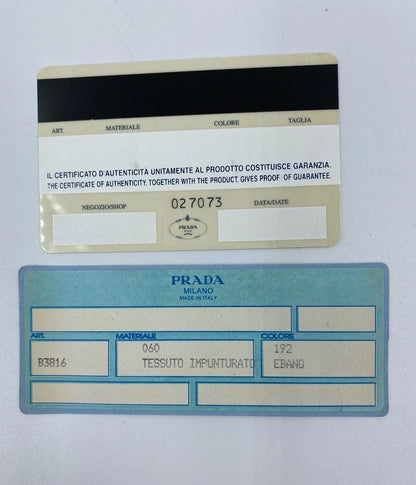 ART. MATERIALE COLORE TAGLIA
IL CERTIFICATO D'AUTENTICITÀ UNITAMENTE AL PRODOTTO COSTITUISCE GARANZIA.
THE CERTIFICATE OF AUTHENTICITY, TOGETHER WITH THE PRODUCT, GIVES PROOF OF GUARANTEE.
NEGOZIO/SHOP 027073 DATA/DATE
PRADA
PRADA
MILANO
MADE IN ITALY
ART. MATERIALE COLORE
060 192
B3816 TESSUTO IMPUNTURATO EBANO